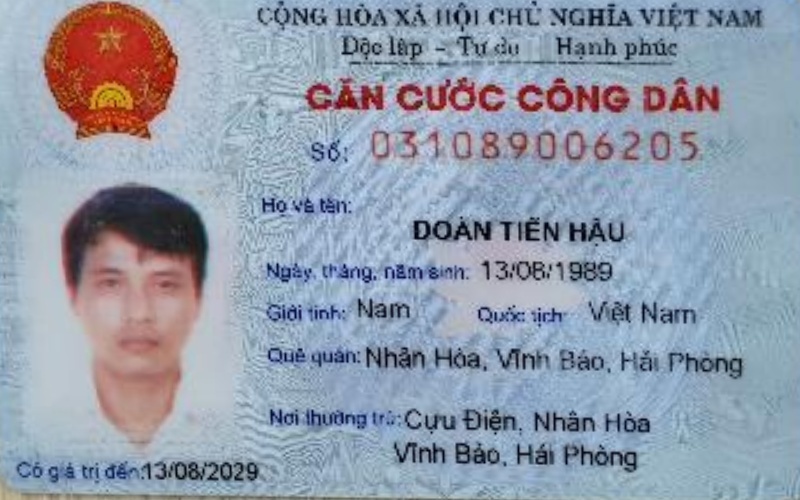 CỘNG HÒA XÃ HỘI CHỦ NGHĨA VIỆT NAM
Độc lập - Tự do Hạnh phúc
CĂN CƯỚC CÔNG DÂN
Số: 031089006205
Họ và tên:
DOÀN TIẾN HẬU
Ngày, tháng, năm sinh: 13/08/1989
Giới tính: Nam Quốc tịch: Việt Nam
Quê quán: Nhân Hòa, Vĩnh Bảo, Hải Phòng
Nơi thường trú: Cựu Điện, Nhân Hòa
Vĩnh Bảo, Hải Phòng
Có giá trị đến: 13/08/2029